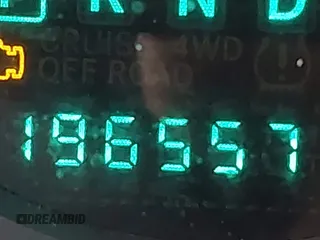 P R N D
CRUISE 4WD
OFF ROAD
196557
DREAMBID